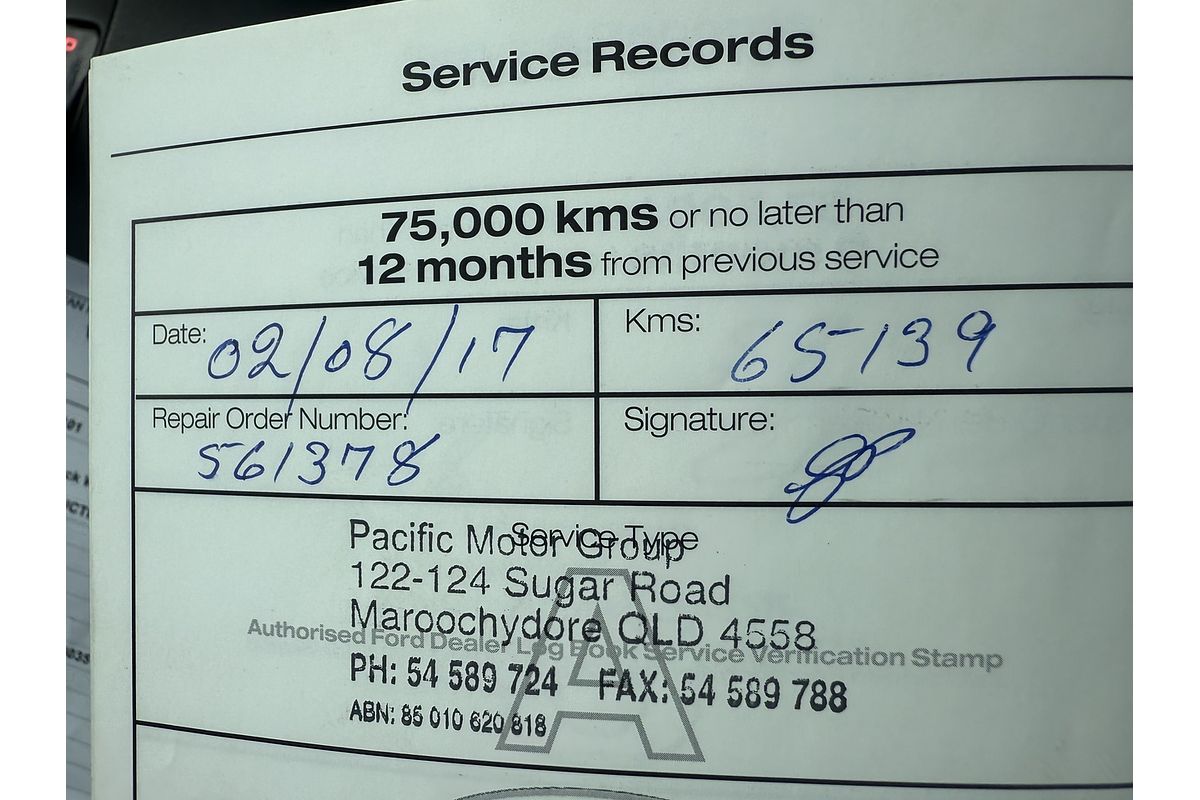 Service Records
75,000 kms or no later than
12 months from previous service
Date: 02/08/17
Kms: 65139
Repair Order Number: 561378
Signature:
Service Type
Pacific Motor Group
122-124 Sugar Road
Maroochydore QLD 4558
Authorised Ford Dealer Log Book Service Verification Stamp
PH: 54 589 724 FAX: 54 589 788
ABN: 85 010 620 818
A